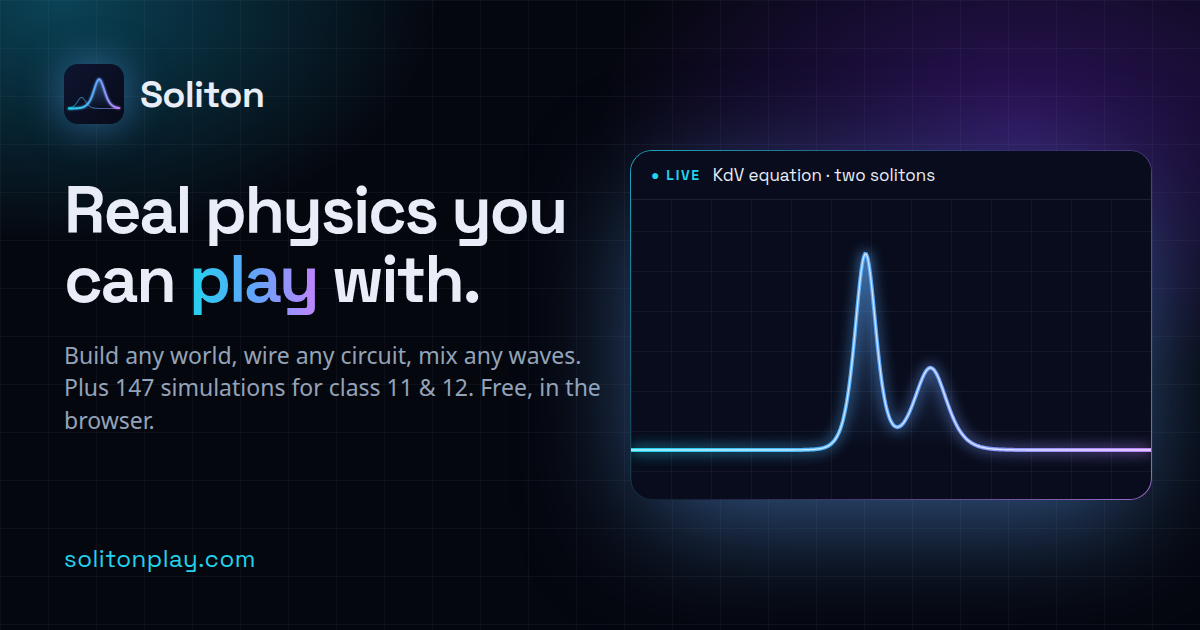 Soliton
Real physics you
can play with.
Build any world, wire any circuit, mix any waves.
Plus 147 simulations for class 11 & 12. Free, in the
browser.
solitonplay.com
● LIVE KdV equation · two solitons